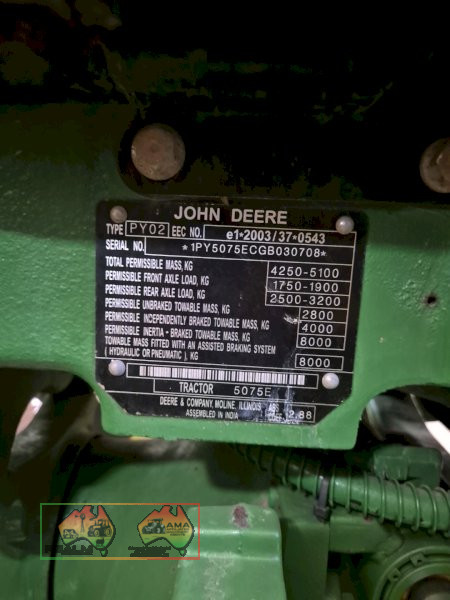 JOHN DEERE
TYPE PY02 EEC NO. e1*2003/37*0543
SERIAL NO. *1PY5075ECGB030708*
TOTAL PERMISSIBLE MASS, KG 4250-5100
PERMISSIBLE FRONT AXLE LOAD, KG 1750-1900
PERMISSIBLE REAR AXLE LOAD, KG 2500-3200
PERMISSIBLE UNBRAKED TOWABLE MASS, KG 2800
PERMISSIBLE INDEPENDENTLY BRAKED TOWABLE MASS, KG 4000
PERMISSIBLE INERTIA - BRAKED TOWABLE MASS, KG 8000
TOWABLE MASS FITTED WITH AN ASSISTED BRAKING SYSTEM
(HYDRAULIC OR PNEUMATIC), KG 8000
TRACTOR 5075E
DEERE & COMPANY, MOLINE, ILLINOIS
ASSEMBLED IN INDIA 2.88
AMA